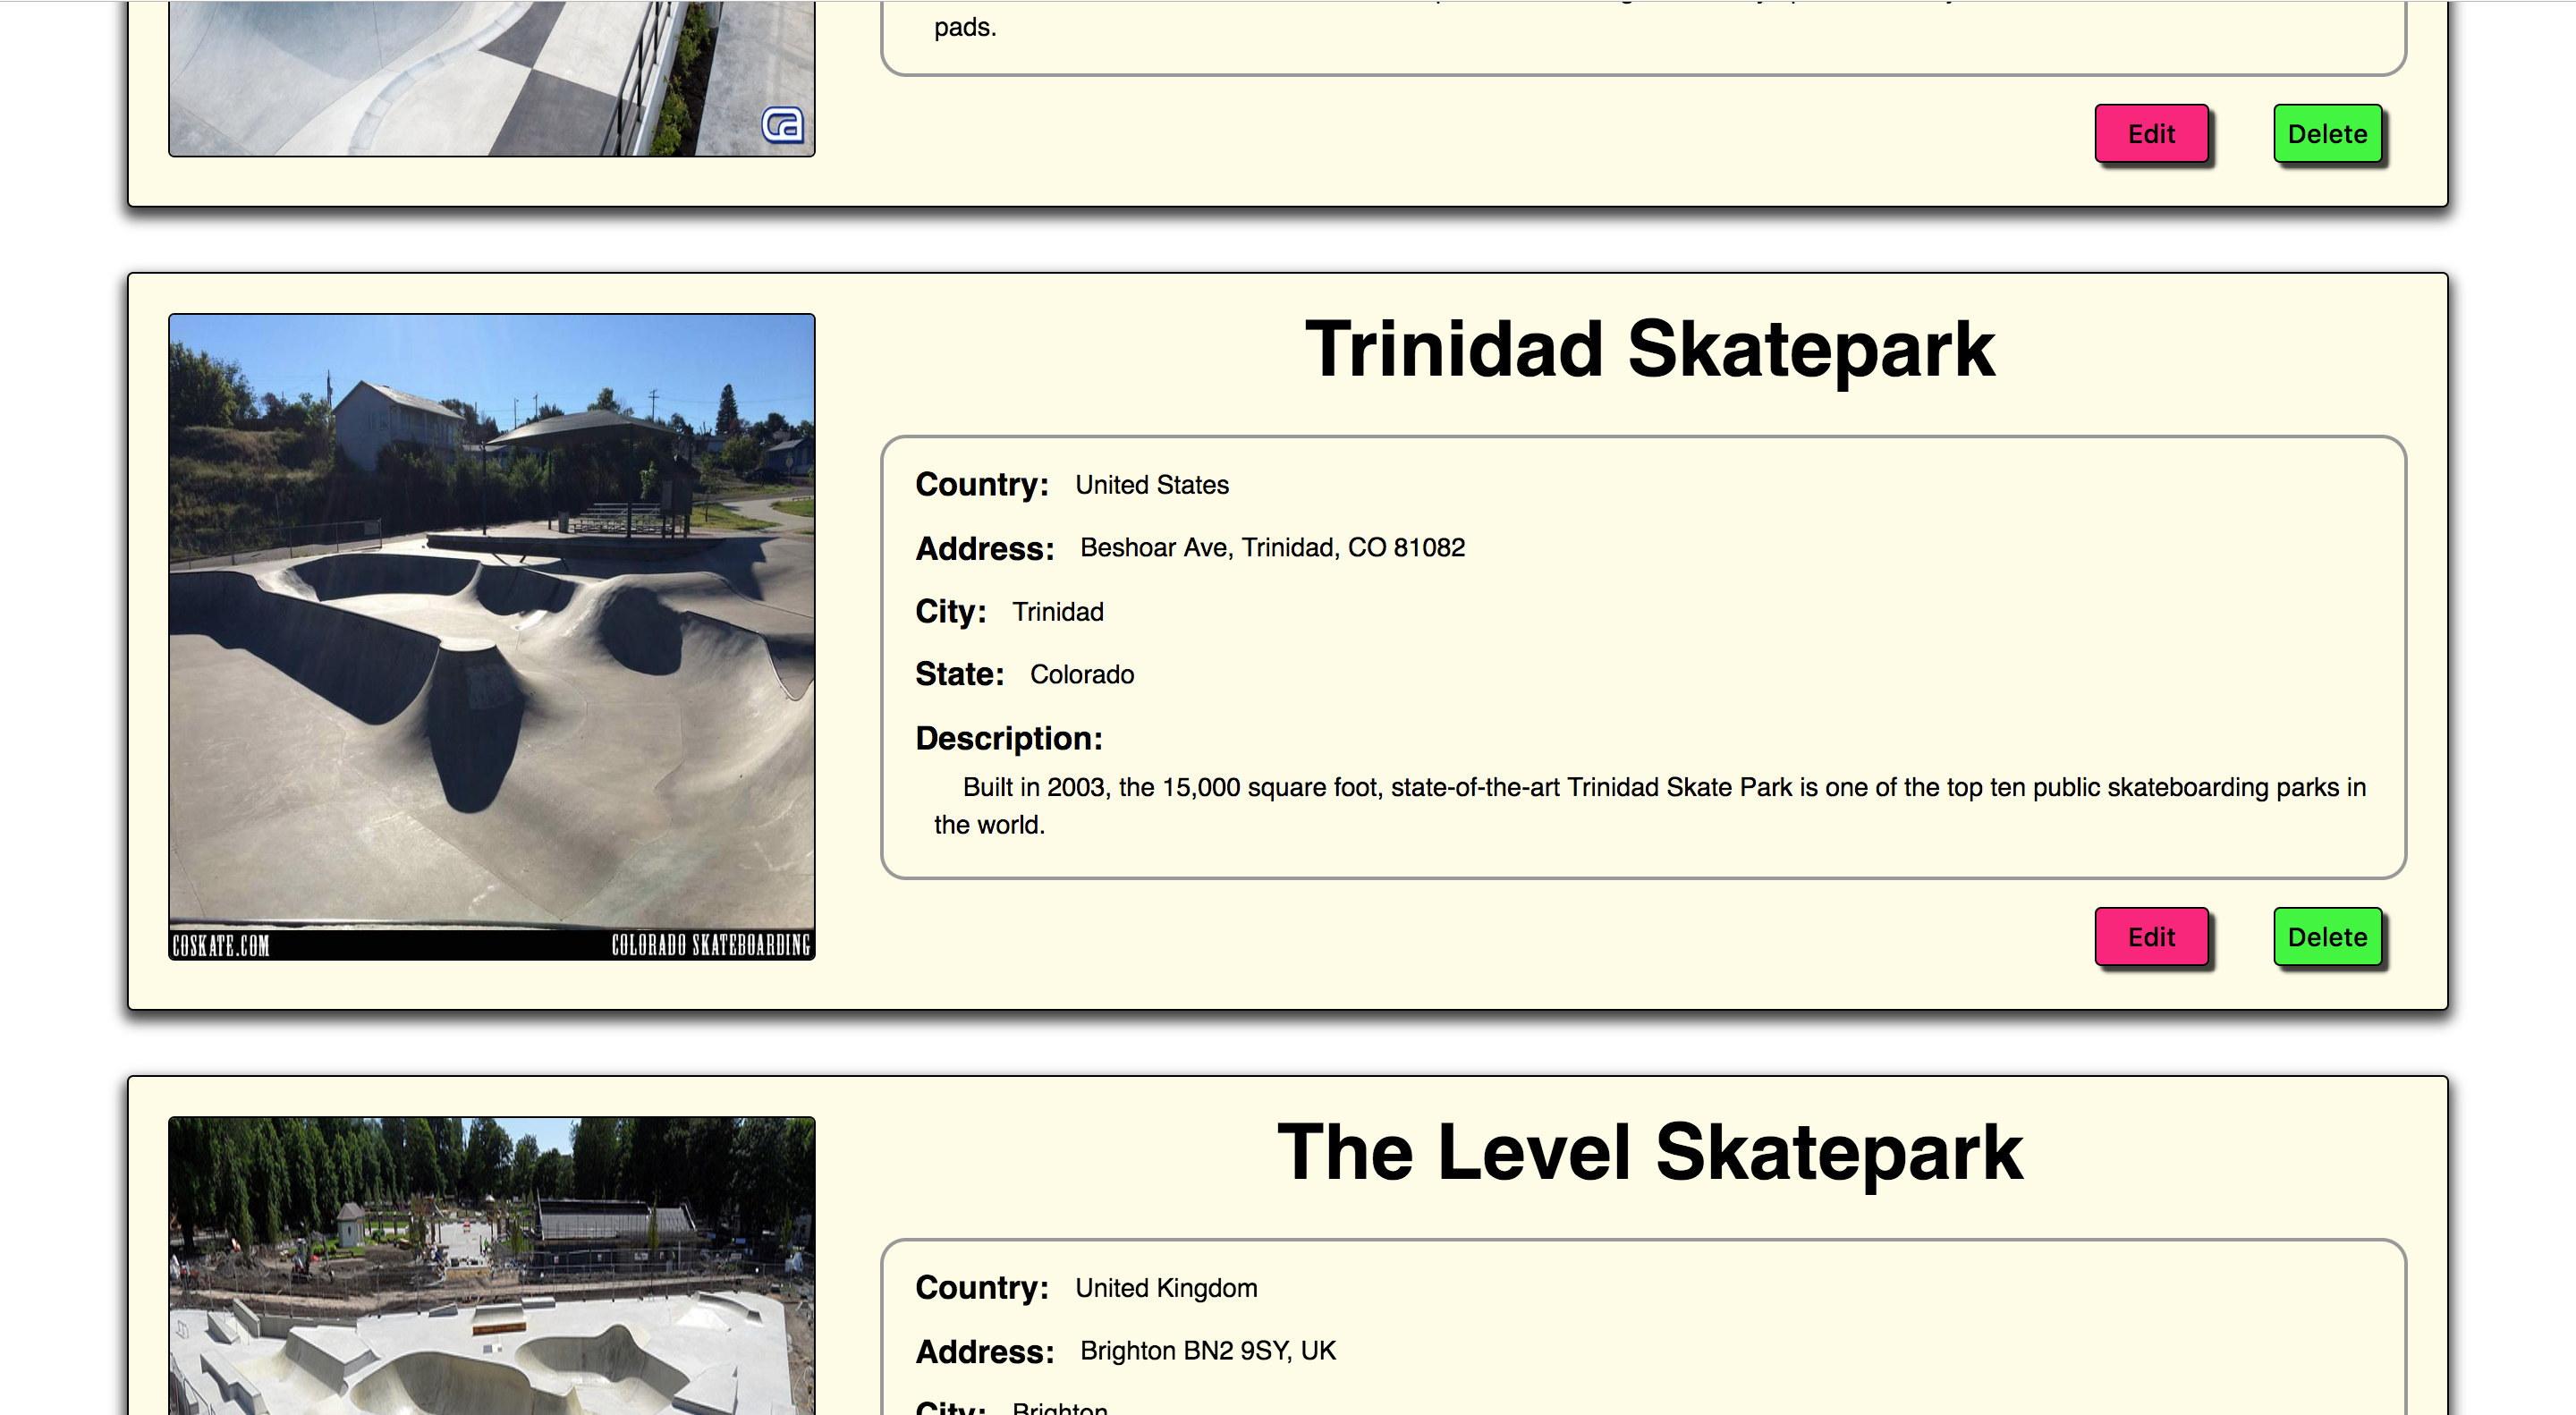 pads.
Edit Delete
Trinidad Skatepark
Country: United States
Address: Beshoar Ave, Trinidad, CO 81082
City: Trinidad
State: Colorado
Description:
Built in 2003, the 15,000 square foot, state-of-the-art Trinidad Skate Park is one of the top ten public skateboarding parks in
the world.
COSKATE.COM COLORADO SKATEBOARDING
Edit Delete
The Level Skatepark
Country: United Kingdom
Address: Brighton BN2 9SY, UK
City: Brighton